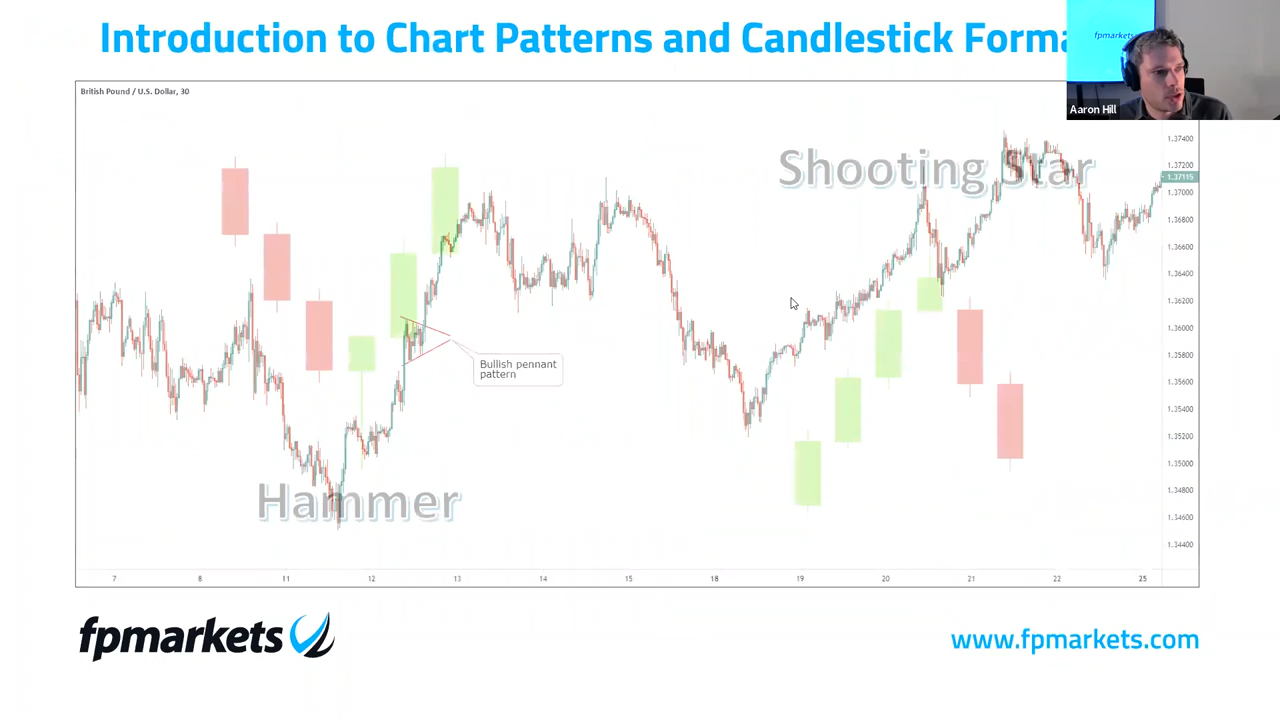 Introduction to Chart Patterns and Candlestick Forma
fpmarkets
Aaron Hill
British Pound / U.S. Dollar, 30
Shooting Star
Bullish pennant
pattern
Hammer
1.37400
1.37200
1.37115
1.37000
1.36800
1.36600
1.36400
1.36200
1.36000
1.35800
1.35600
1.35400
1.35200
1.35000
1.34800
1.34600
1.34400
7 8 11 12 13 14 15 18 19 20 21 22 25
fpmarkets
www.fpmarkets.com